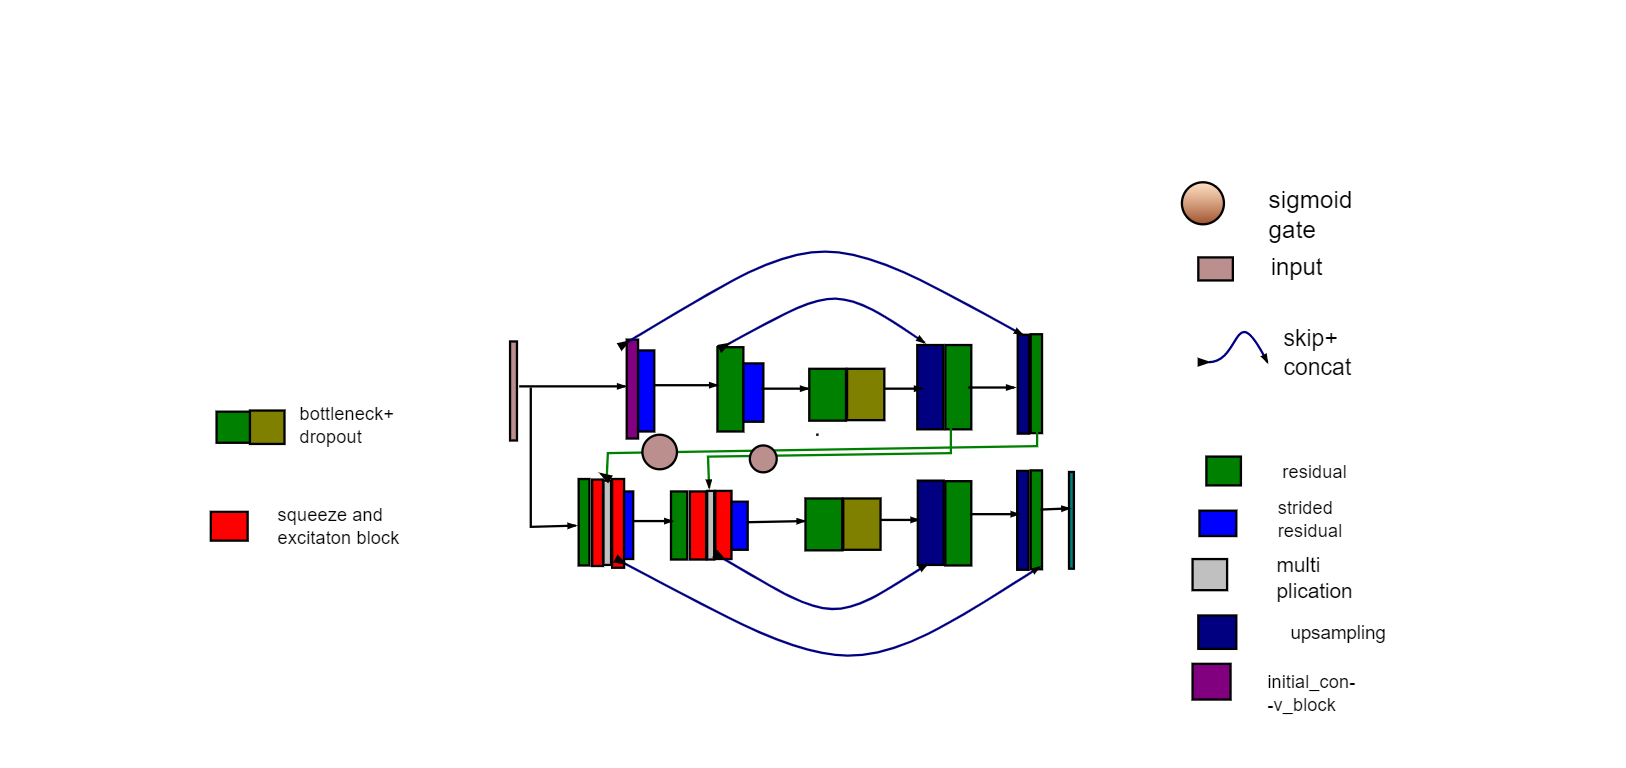 sigmoid
gate
input
skip+
concat
bottleneck+
dropout
squeeze and
excitaton block
residual
strided
residual
multi
plication
upsampling
initial_con-
-v_block